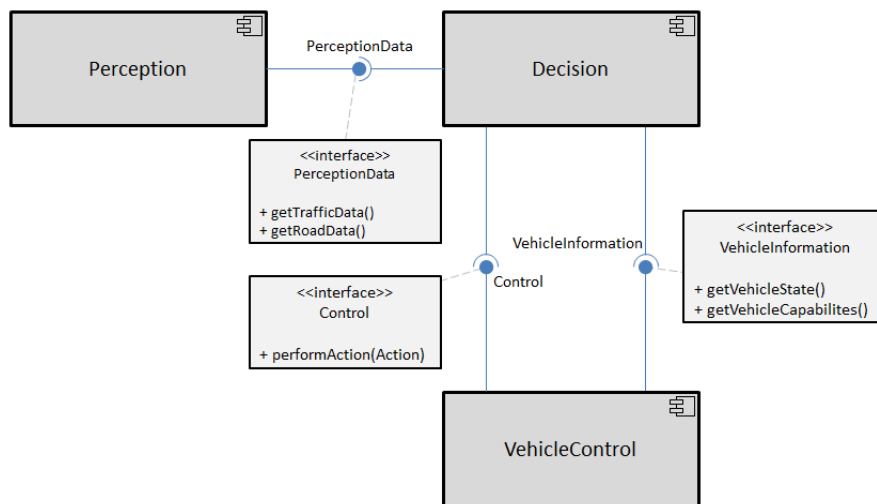 PerceptionData
Perception
Decision
<<interface>>
PerceptionData
+ getTrafficData()
+ getRoadData()
<<interface>>
VehicleInformation
+ getVehicleState()
+ getVehicleCapabilites()
VehicleInformation
Control
<<interface>>
Control
+ performAction(Action)
VehicleControl